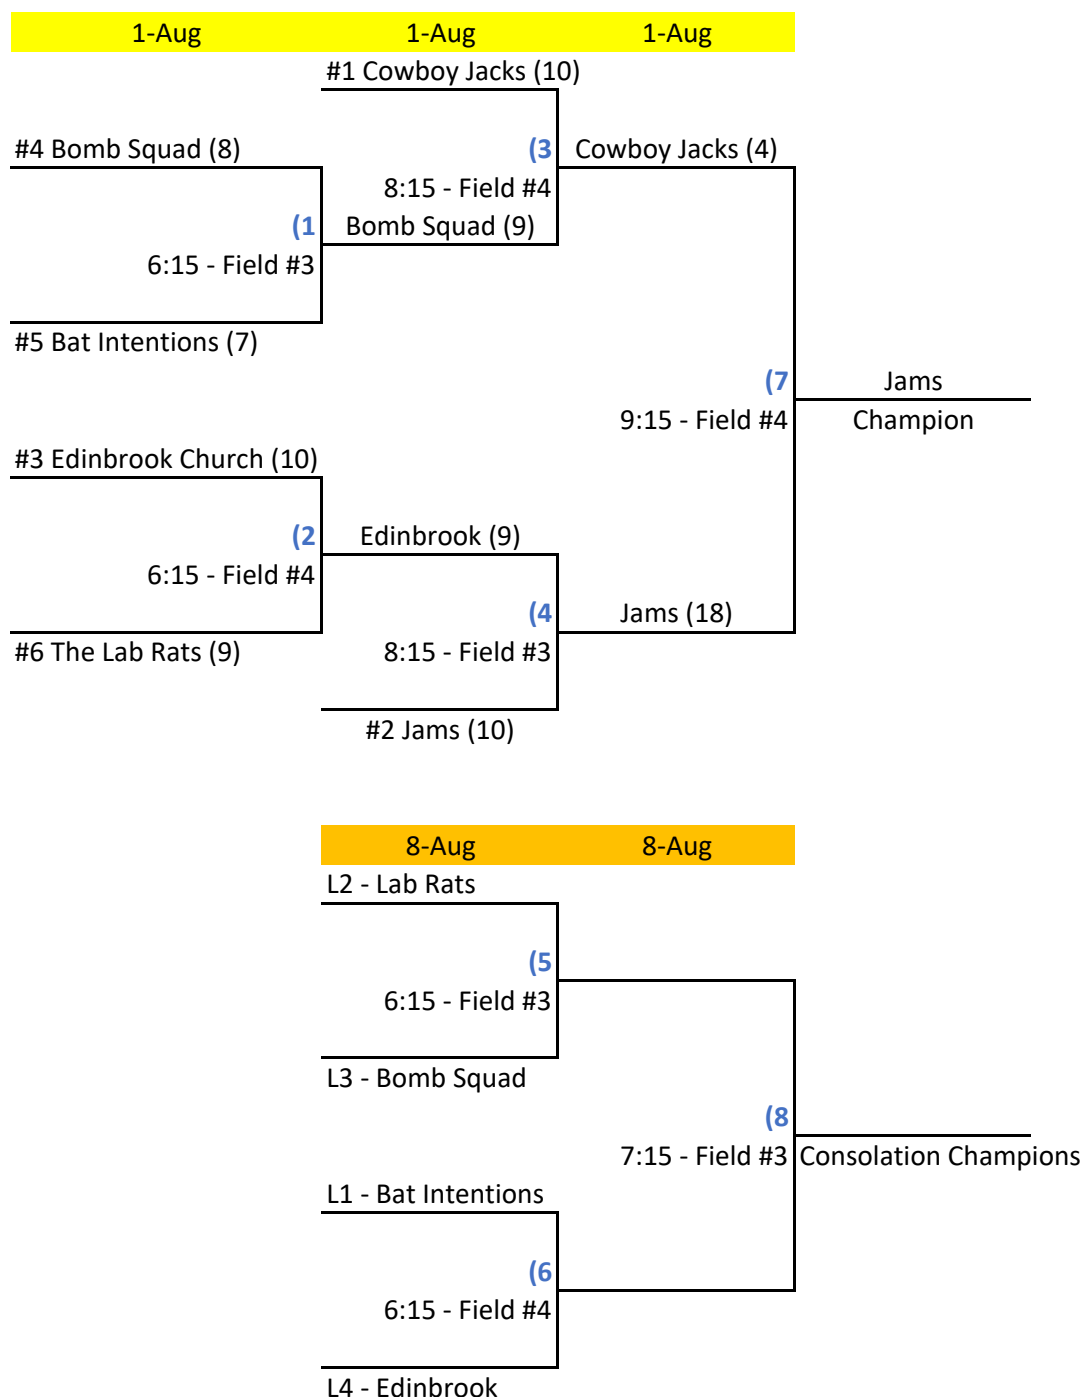 1-Aug 1-Aug 1-Aug
#1 Cowboy Jacks (10)
#4 Bomb Squad (8) (3 Cowboy Jacks (4)
8:15 - Field #4
(1 Bomb Squad (9)
6:15 - Field #3
#5 Bat Intentions (7)
(7 Jams
9:15 - Field #4 Champion
#3 Edinbrook Church (10)
(2 Edinbrook (9)
6:15 - Field #4
(4 Jams (18)
#6 The Lab Rats (9) 8:15 - Field #3
#2 Jams (10)
8-Aug 8-Aug
L2 - Lab Rats
(5
6:15 - Field #3
L3 - Bomb Squad
(8
7:15 - Field #3 Consolation Champions
L1 - Bat Intentions
(6
6:15 - Field #4
L4 - Edinbrook